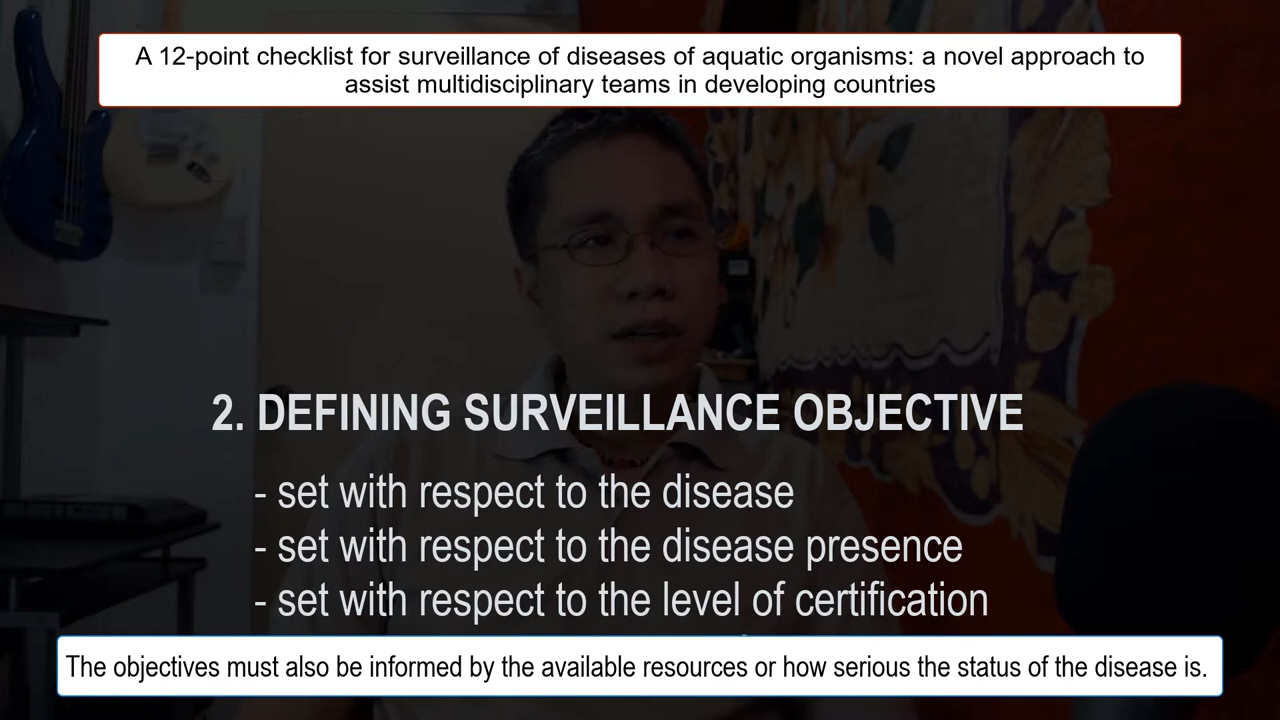 A 12-point checklist for surveillance of diseases of aquatic organisms: a novel approach to
assist multidisciplinary teams in developing countries
2. DEFINING SURVEILLANCE OBJECTIVE
- set with respect to the disease
- set with respect to the disease presence
- set with respect to the level of certification
The objectives must also be informed by the available resources or how serious the status of the disease is.